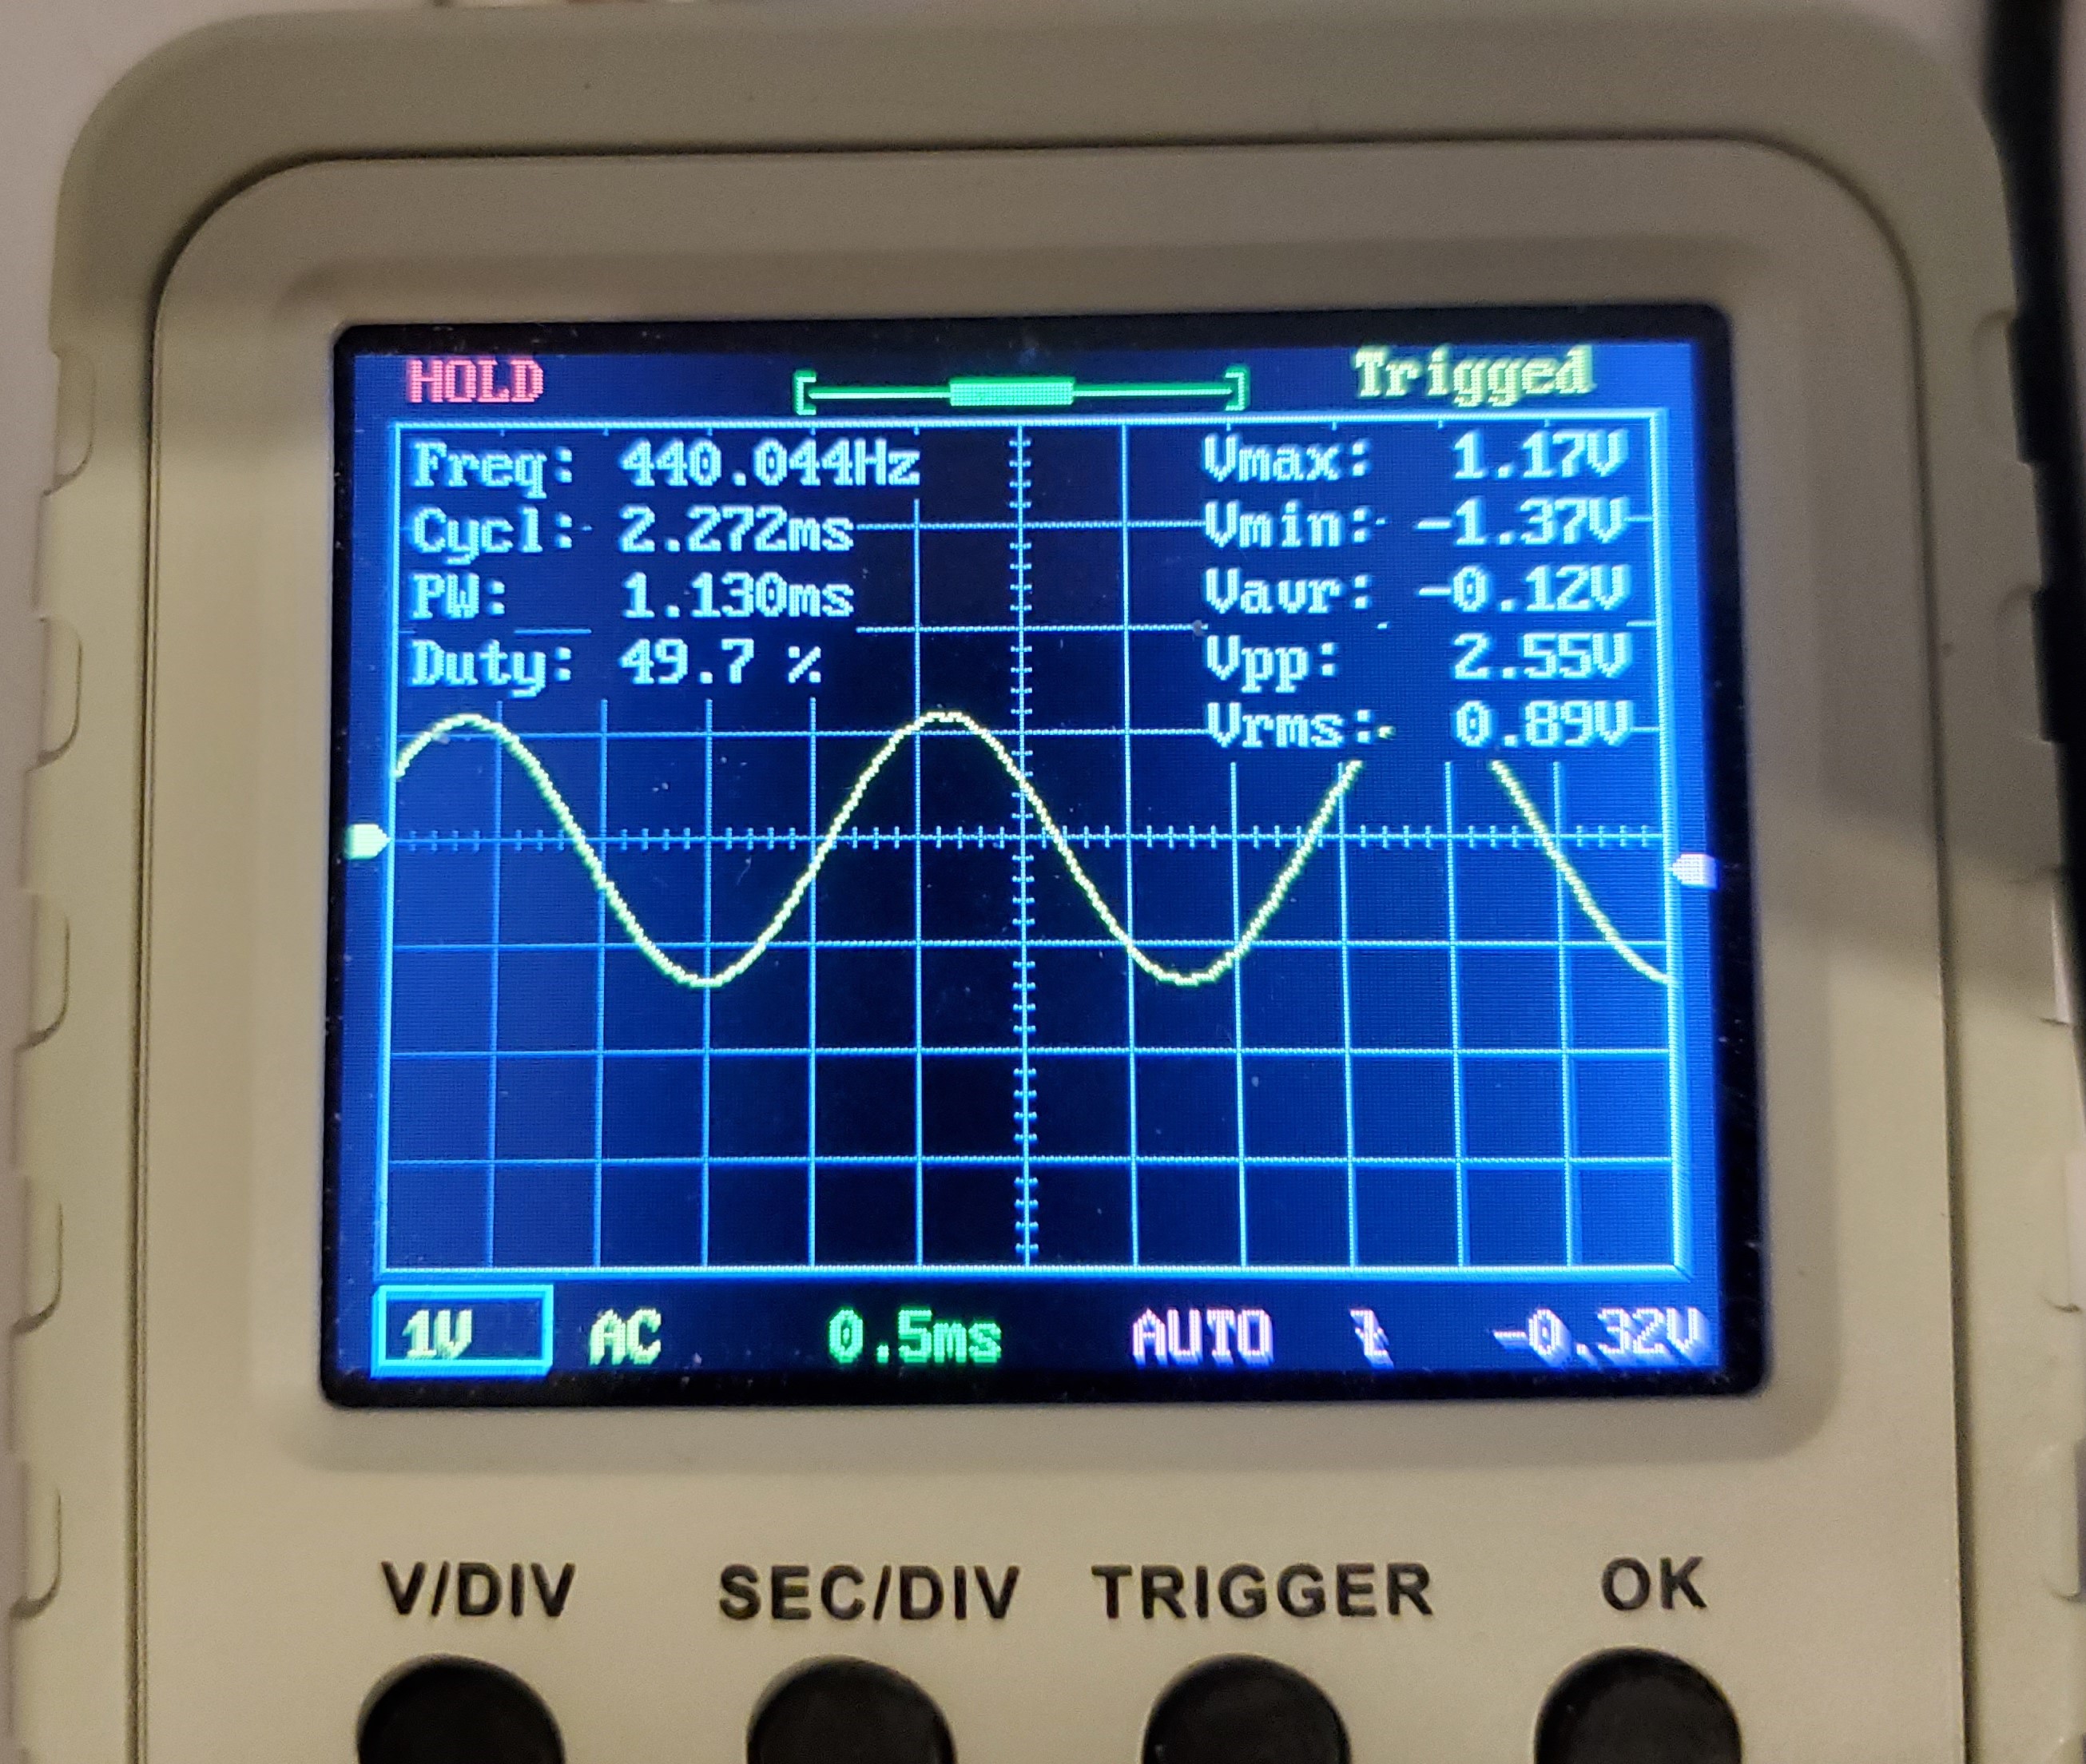 HOLD Trigged
Freq: 440.044Hz Vmax: 1.17V
Cycl: 2.272ms Vmin: -1.37V
PW: 1.130ms Vavr: -0.12V
Duty: 49.7 % Vpp: 2.55V
Vrms: 0.89V
1V AC 0.5ms AUTO -0.32V
V/DIV SEC/DIV TRIGGER OK